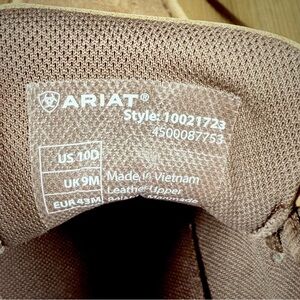 ARIAT®
Style: 10021723
4500087753
US 10D
UK 9M
EUR 43M
Made in Vietnam
Leather Upper